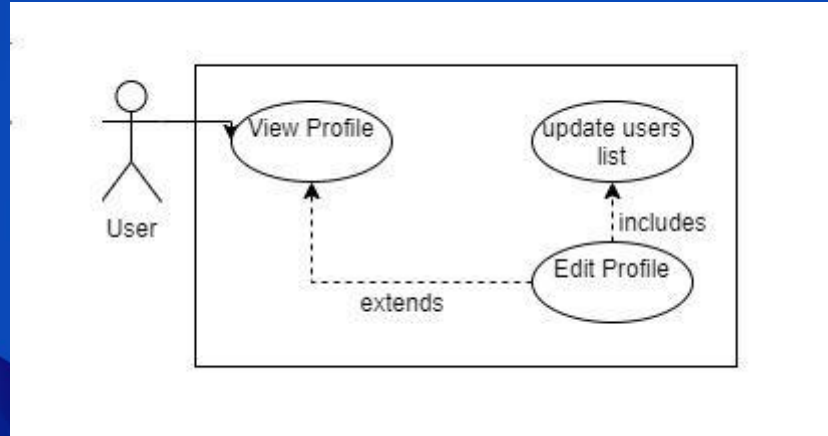 View Profile
update users
list
User
includes
Edit Profile
extends